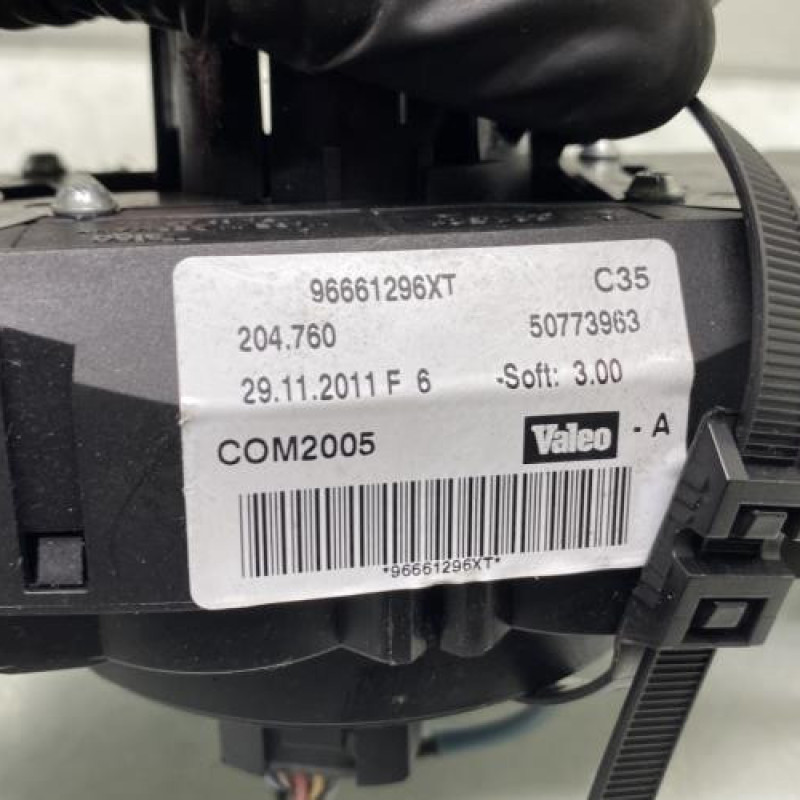 96661296XT C35
204.760 50773963
29.11.2011 F 6 -Soft: 3.00
COM2005 Valeo - A
*96661296XT*